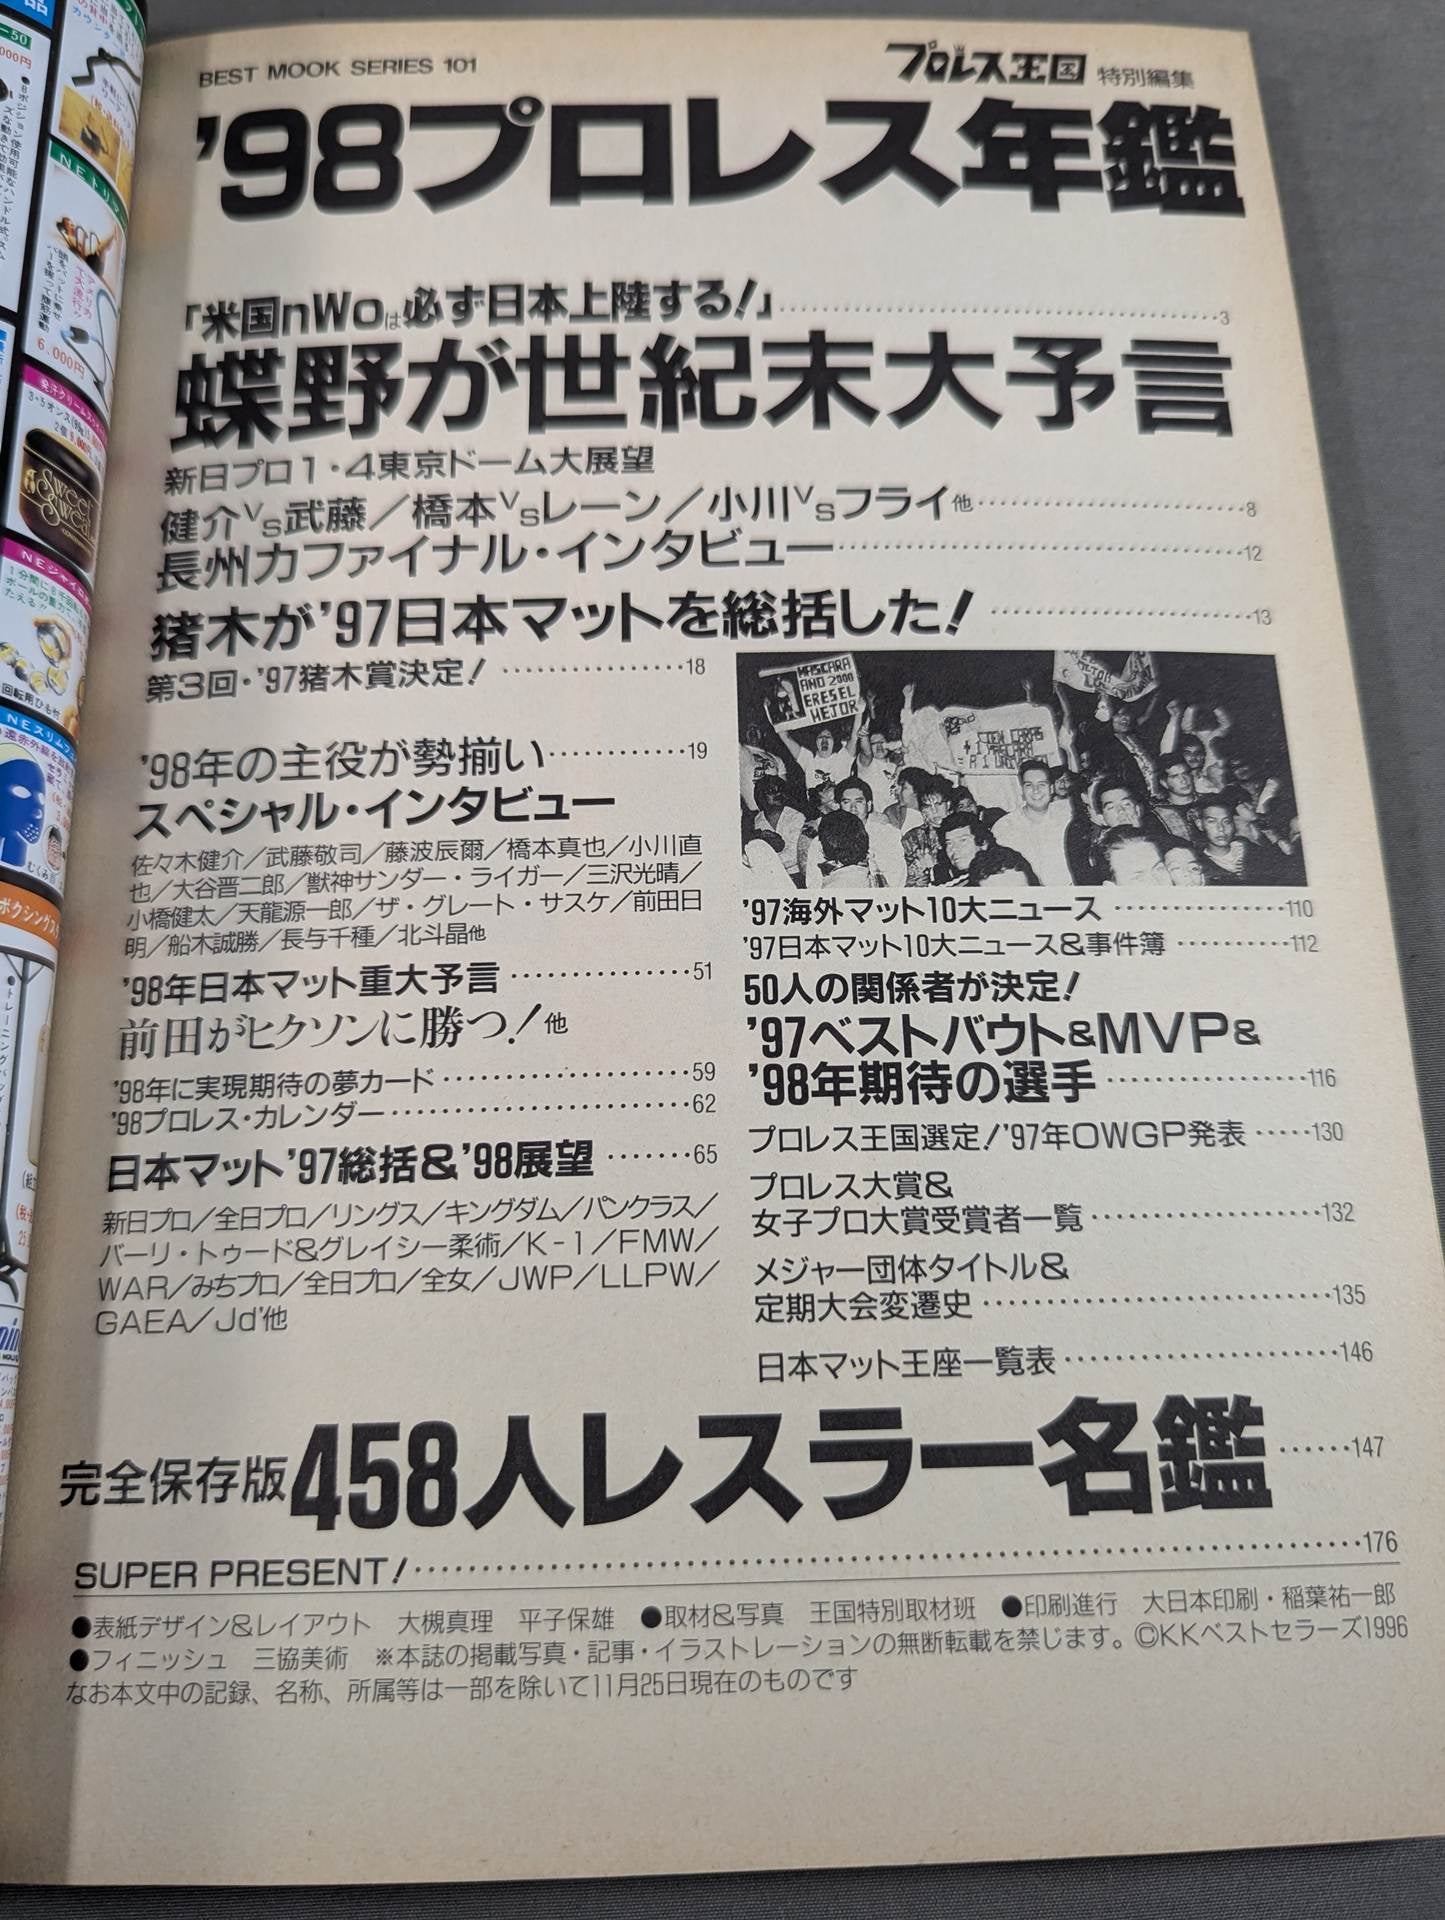 BEST MOOK SERIES 101
プロレス王国 特別編集
'98プロレス年鑑
「米国nWoは必ず日本上陸する!」 3
蝶野が世紀末大予言
新日プロ1・4東京ドーム大展望
健介VS武藤/橋本VSレーン/小川VSフライ他 8
長州力ファイナル・インタビュー 12
猪木が'97日本マットを総括した! 13
第3回・'97猪木賞決定! 18
'98年の主役が勢揃い 19
スペシャル・インタビュー
佐々木健介/武藤敬司/藤波辰爾/橋本真也/小川直
也/大谷晋二郎/獣神サンダー・ライガー/三沢光晴/
小橋健太/天龍源一郎/ザ・グレート・サスケ/前田日
明/船木誠勝/長与千種/北斗晶他
'98年日本マット重大予言 51
前田がヒクソンに勝つ!他
'98年に実現期待の夢カード 59
'98プロレス・カレンダー 62
日本マット'97総括&'98展望 65
新日プロ/全日プロ/リングス/キングダム/パンクラス/
バーリ・トゥード&グレイシー柔術/K-1/FMW/
WAR/みちプロ/全日プロ/全女/JWP/LLPW/
GAEA/Jd'他
MASCARA
AÑO 2000
ERESEL
MEJOR
'97海外マット10大ニュース 110
'97日本マット10大ニュース&事件簿 112
50人の関係者が決定!
'97ベストバウト&MVP&
'98年期待の選手 116
プロレス王国選定!'97年OWGP発表 130
プロレス大賞&
女子プロ大賞受賞者一覧 132
メジャー団体タイトル&
定期大会変遷史 135
日本マット王座一覧表 146
完全保存版458人レスラー名鑑 147
SUPER PRESENT! 176
●表紙デザイン&レイアウト 大槻真理 平子保雄 ●取材&写真 王国特別取材班 ●印刷進行 大日本印刷・稲葉祐一郎
●フィニッシュ 三協美術 ※本誌の掲載写真・記事・イラストレーションの無断転載を禁じます。©KKベストセラーズ1996
なお本文中の記録、名称、所属等は一部を除いて11月25日現在のものです
6,000円